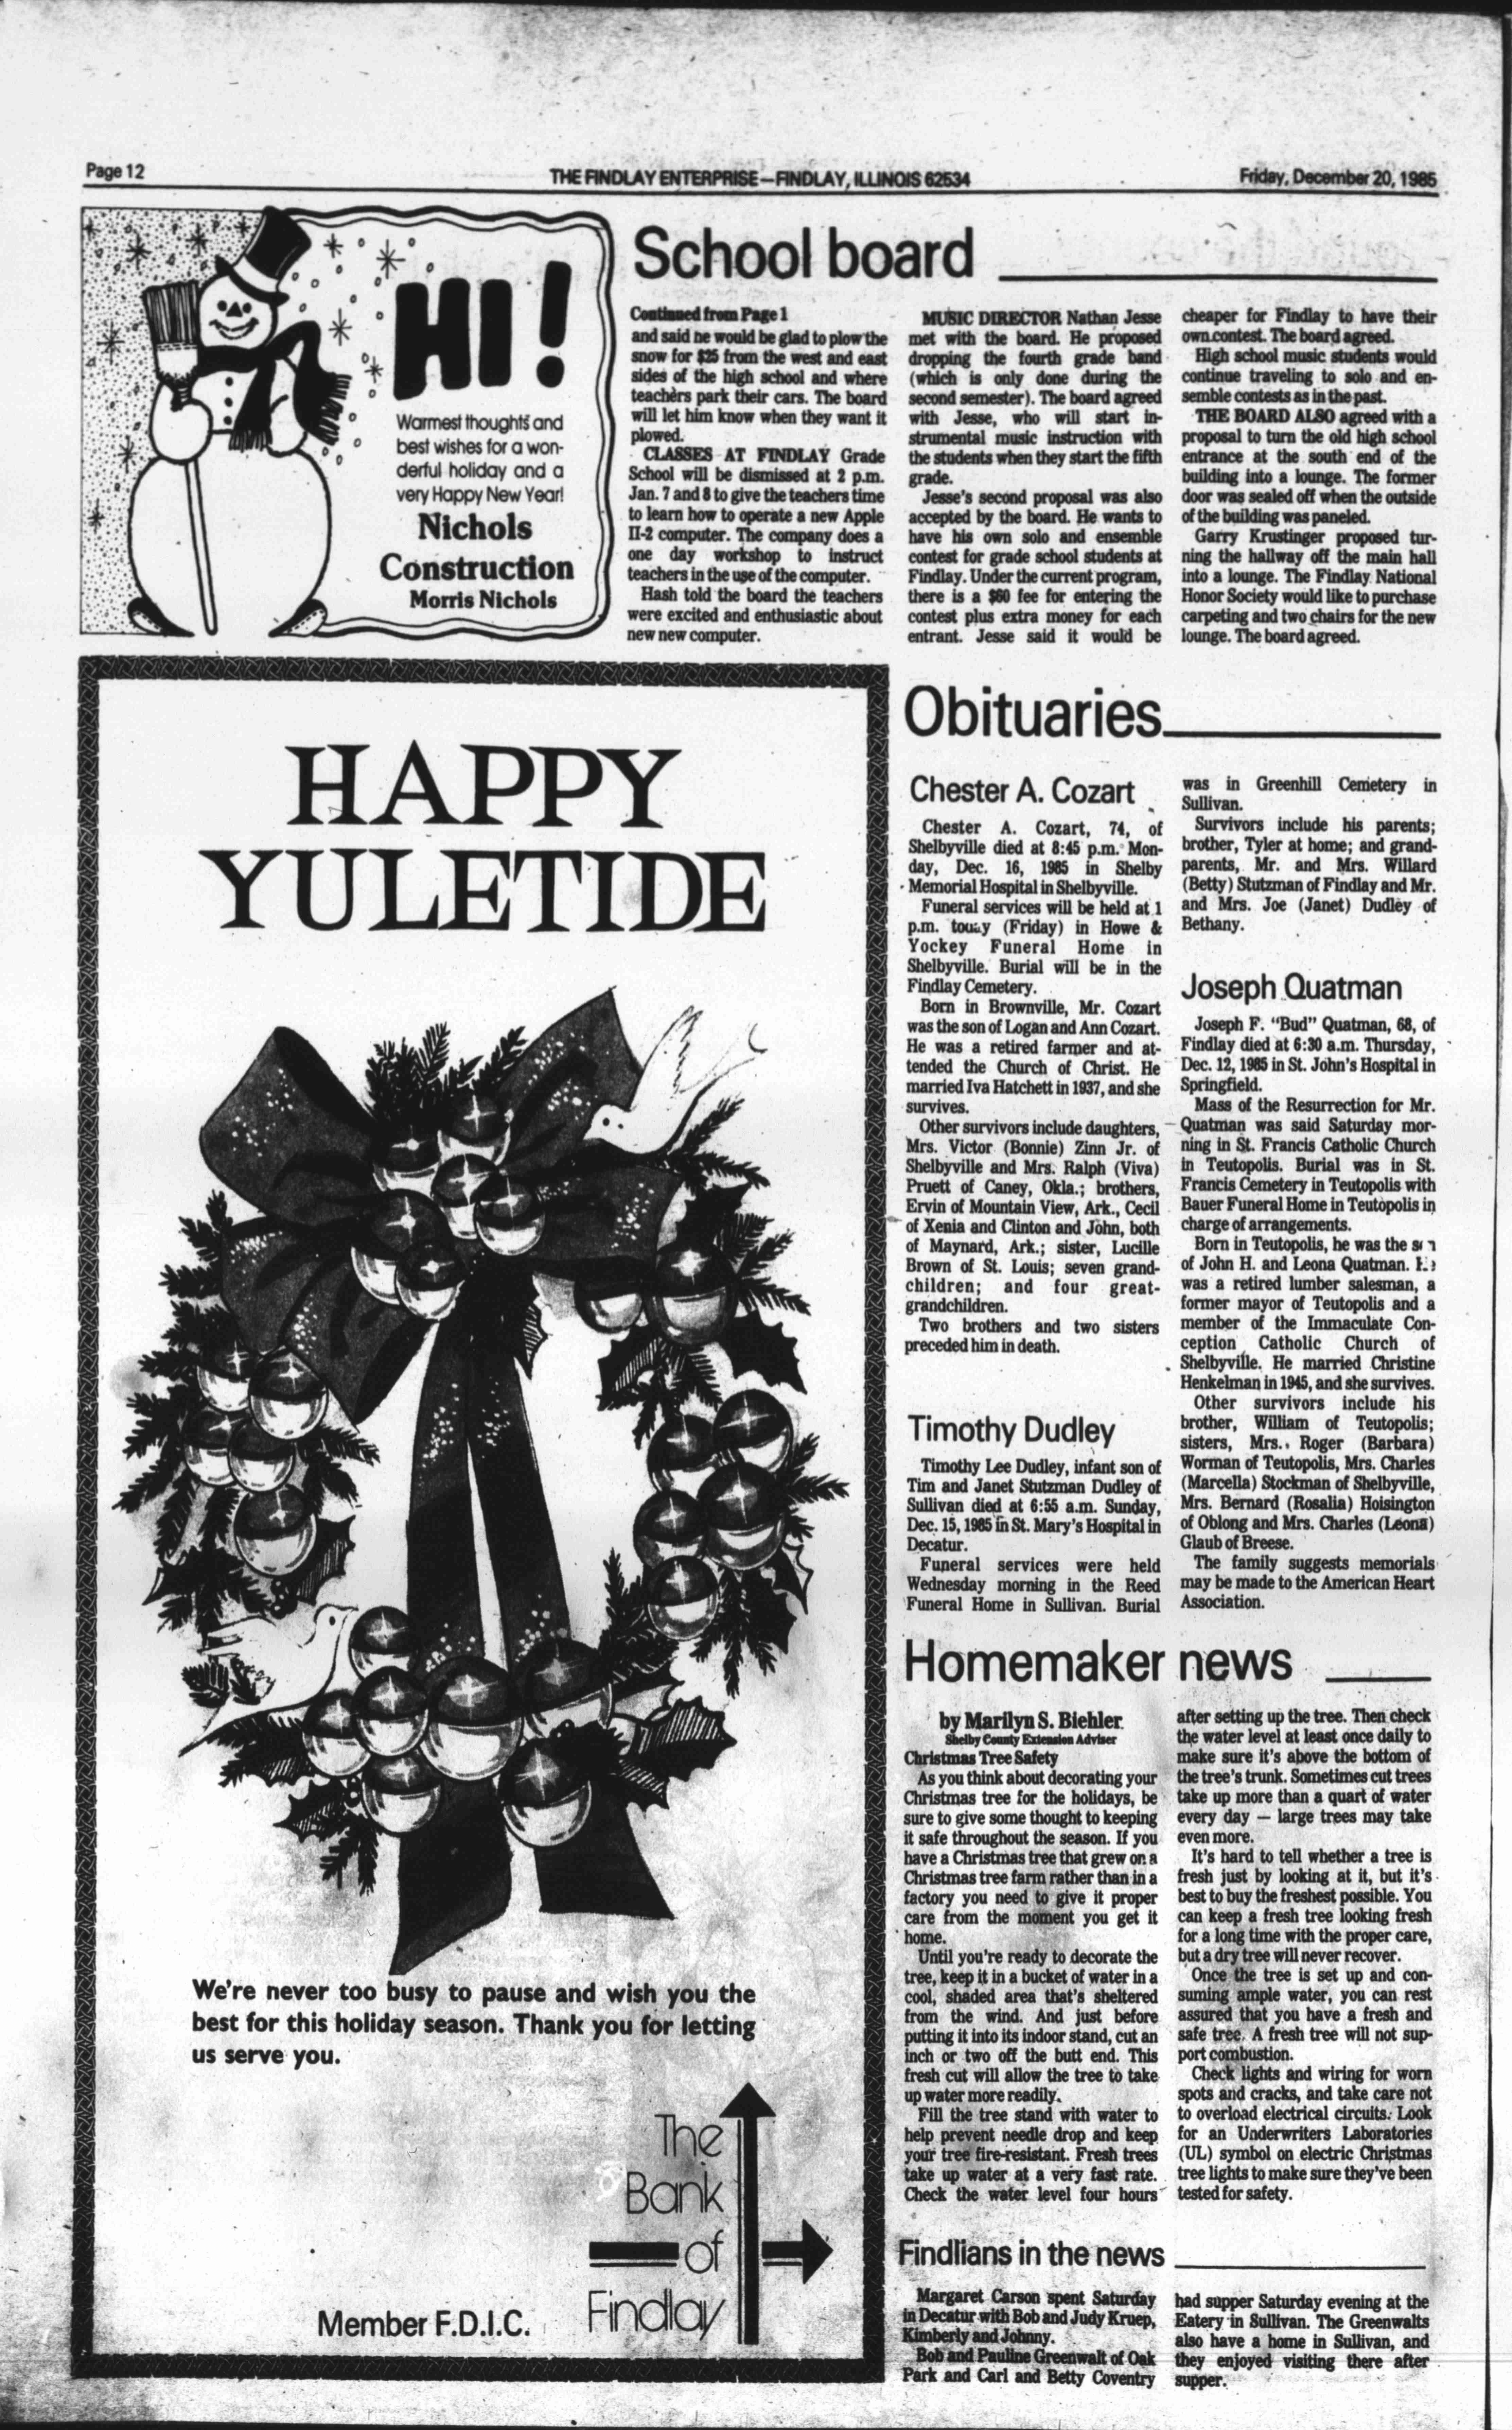 Page 12
THE FINDLAY ENTERPRISE—FINDLAY, ILLINOIS 62534
Friday, December 20, 1985
HI!
Warmest thoughts and
best wishes for a won-
derful holiday and a
very Happy New Year!
Nichols
Construction
Morris Nichols
School board
Continued from Page 1
and said he would be glad to plow the
snow for $25 from the west and east
sides of the high school and where
teachers park their cars. The board
will let him know when they want it
plowed.
CLASSES AT FINDLAY Grade
School will be dismissed at 2 p.m.
Jan. 7 and 8 to give the teachers time
to learn how to operate a new Apple
II-2 computer. The company does a
one day workshop to instruct
teachers in the use of the computer.
Hash told the board the teachers
were excited and enthusiastic about
new new computer.
MUSIC DIRECTOR Nathan Jesse
met with the board. He proposed
dropping the fourth grade band
(which is only done during the
second semester). The board agreed
with Jesse, who will start in-
strumental music instruction with
the students when they start the fifth
grade.
Jesse's second proposal was also
accepted by the board. He wants to
have his own solo and ensemble
contest for grade school students at
Findlay. Under the current program,
there is a $60 fee for entering the
contest plus extra money for each
entrant. Jesse said it would be
cheaper for Findlay to have their
own contest. The board agreed.
High school music students would
continue traveling to solo and en-
semble contests as in the past.
THE BOARD ALSO agreed with a
proposal to turn the old high school
entrance at the south end of the
building into a lounge. The former
door was sealed off when the outside
of the building was paneled.
Garry Krustinger proposed tur-
ning the hallway off the main hall
into a lounge. The Findlay National
Honor Society would like to purchase
carpeting and two chairs for the new
lounge. The board agreed.
HAPPY
YULETIDE
We're never too busy to pause and wish you the
best for this holiday season. Thank you for letting
us serve you.
The
Bank
of
Findlay
Member F.D.I.C.
Obituaries
Chester A. Cozart
Chester A. Cozart, 74, of
Shelbyville died at 8:45 p.m. Mon-
day, Dec. 16, 1985 in Shelby
Memorial Hospital in Shelbyville.
Funeral services will be held at 1
p.m. today (Friday) in Howe &
Yockey Funeral Home in
Shelbyville. Burial will be in the
Findlay Cemetery.
Born in Brownville, Mr. Cozart
was the son of Logan and Ann Cozart.
He was a retired farmer and at-
tended the Church of Christ. He
married Iva Hatchett in 1937, and she
survives.
Other survivors include daughters,
Mrs. Victor (Bonnie) Zinn Jr. of
Shelbyville and Mrs. Ralph (Viva)
Pruett of Caney, Okla.; brothers,
Ervin of Mountain View, Ark., Cecil
of Xenia and Clinton and John, both
of Maynard, Ark.; sister, Lucille
Brown of St. Louis; seven grand-
children; and four great-
grandchildren.
Two brothers and two sisters
preceded him in death.
Timothy Dudley
Timothy Lee Dudley, infant son of
Tim and Janet Stutzman Dudley of
Sullivan died at 6:55 a.m. Sunday,
Dec. 15, 1985 in St. Mary's Hospital in
Decatur.
Funeral services were held
Wednesday morning in the Reed
Funeral Home in Sullivan. Burial
was in Greenhill Cemetery in
Sullivan.
Survivors include his parents;
brother, Tyler at home; and grand-
parents, Mr. and Mrs. Willard
(Betty) Stutzman of Findlay and Mr.
and Mrs. Joe (Janet) Dudley of
Bethany.
Joseph Quatman
Joseph F. "Bud" Quatman, 68, of
Findlay died at 6:30 a.m. Thursday,
Dec. 12, 1985 in St. John's Hospital in
Springfield.
Mass of the Resurrection for Mr.
Quatman was said Saturday mor-
ning in St. Francis Catholic Church
in Teutopolis. Burial was in St.
Francis Cemetery in Teutopolis with
Bauer Funeral Home in Teutopolis in
charge of arrangements.
Born in Teutopolis, he was the son
of John H. and Leona Quatman. He
was a retired lumber salesman, a
former mayor of Teutopolis and a
member of the Immaculate Con-
ception Catholic Church of
Shelbyville. He married Christine
Henkelman in 1945, and she survives.
Other survivors include his
brother, William of Teutopolis;
sisters, Mrs. Roger (Barbara)
Worman of Teutopolis, Mrs. Charles
(Marcella) Stockman of Shelbyville,
Mrs. Bernard (Rosalia) Hoisington
of Oblong and Mrs. Charles (Leona)
Glaub of Breese.
The family suggests memorials
may be made to the American Heart
Association.
Homemaker news
by Marilyn S. Biehler
Shelby County Extension Adviser
Christmas Tree Safety
As you think about decorating your
Christmas tree for the holidays, be
sure to give some thought to keeping
it safe throughout the season. If you
have a Christmas tree that grew on a
Christmas tree farm rather than in a
factory you need to give it proper
care from the moment you get it
home.
Until you're ready to decorate the
tree, keep it in a bucket of water in a
cool, shaded area that's sheltered
from the wind. And just before
putting it into its indoor stand, cut an
inch or two off the butt end. This
fresh cut will allow the tree to take
up water more readily.
Fill the tree stand with water to
help prevent needle drop and keep
your tree fire-resistant. Fresh trees
take up water at a very fast rate.
Check the water level four hours
after setting up the tree. Then check
the water level at least once daily to
make sure it's above the bottom of
the tree's trunk. Sometimes cut trees
take up more than a quart of water
every day — large trees may take
even more.
It's hard to tell whether a tree is
fresh just by looking at it, but it's
best to buy the freshest possible. You
can keep a fresh tree looking fresh
for a long time with the proper care,
but a dry tree will never recover.
Once the tree is set up and con-
suming ample water, you can rest
assured that you have a fresh and
safe tree. A fresh tree will not sup-
port combustion.
Check lights and wiring for worn
spots and cracks, and take care not
to overload electrical circuits. Look
for an Underwriters Laboratories
(UL) symbol on electric Christmas
tree lights to make sure they've been
tested for safety.
Findlians in the news
Margaret Carson spent Saturday
in Decatur with Bob and Judy Kruep,
Kimberly and Johnny.
Bob and Pauline Greenwalt of Oak
Park and Carl and Betty Coventry
had supper Saturday evening at the
Eatery in Sullivan. The Greenwalts
also have a home in Sullivan, and
they enjoyed visiting there after
supper.